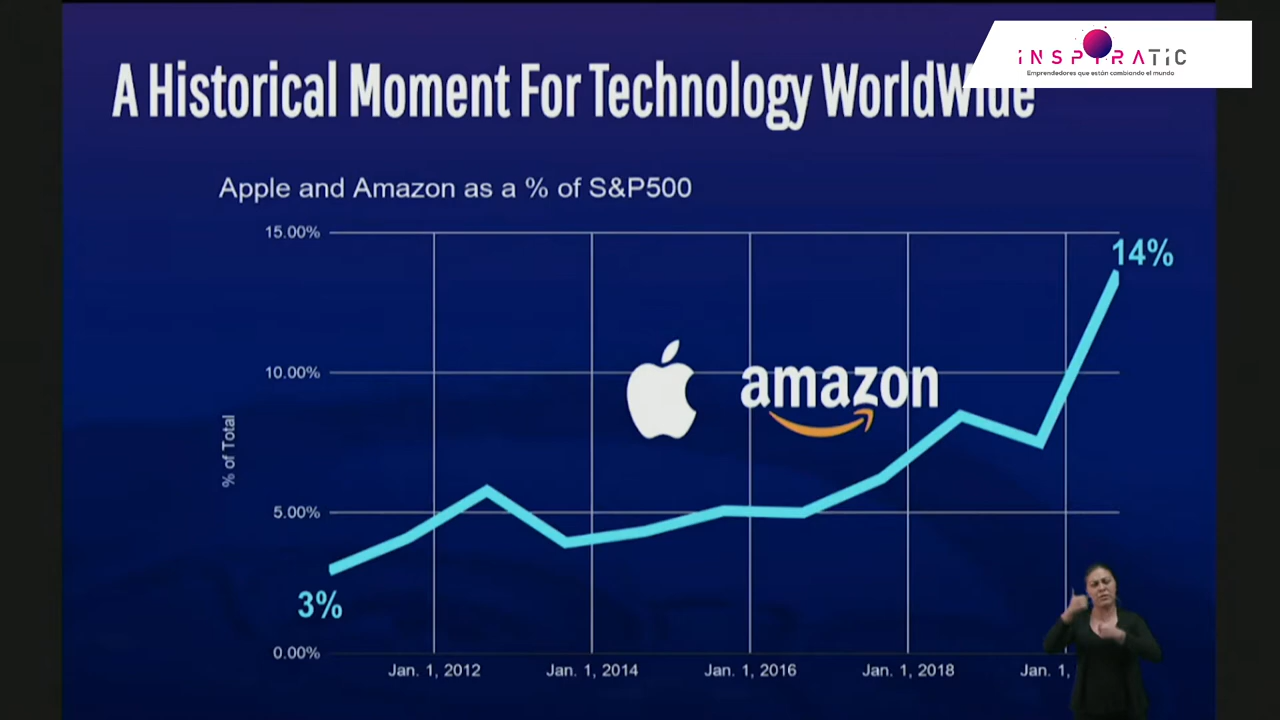 INSPIRATIC
Emprendedores que están cambiando el mundo
A Historical Moment For Technology WorldWide
Apple and Amazon as a % of S&P500
15.00%
14%
10.00%
amazon
% of Total
5.00%
3%
0.00%
Jan. 1, 2012
Jan. 1, 2014
Jan. 1, 2016
Jan. 1, 2018
Jan. 1,